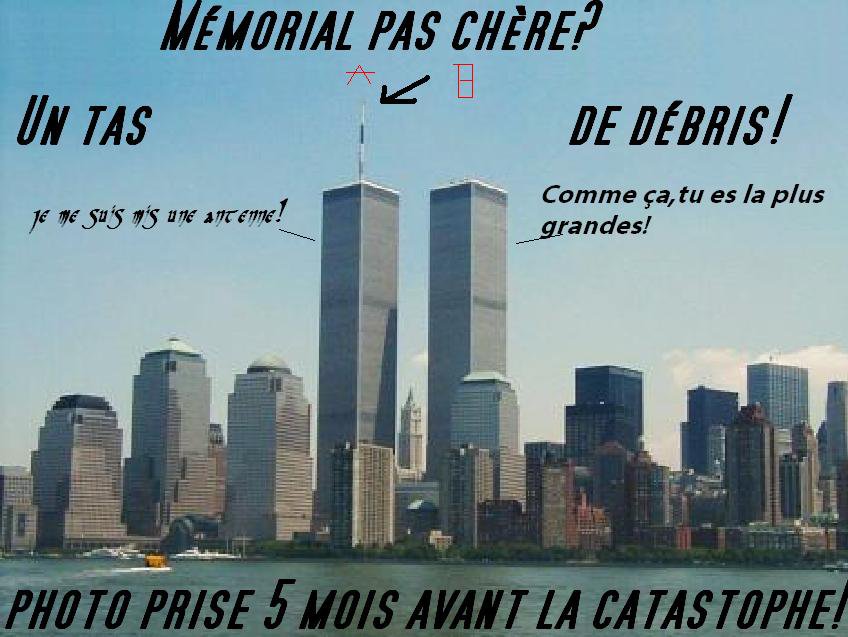 MÉMORIAL PAS CHÈRE?
A B
UN TAS DE DÉBRIS!
je me suis mis une antenne!
Comme ça,tu es la plus
grandes!
PHOTO PRISE 5 MOIS AVANT LA CATASTOPHE!